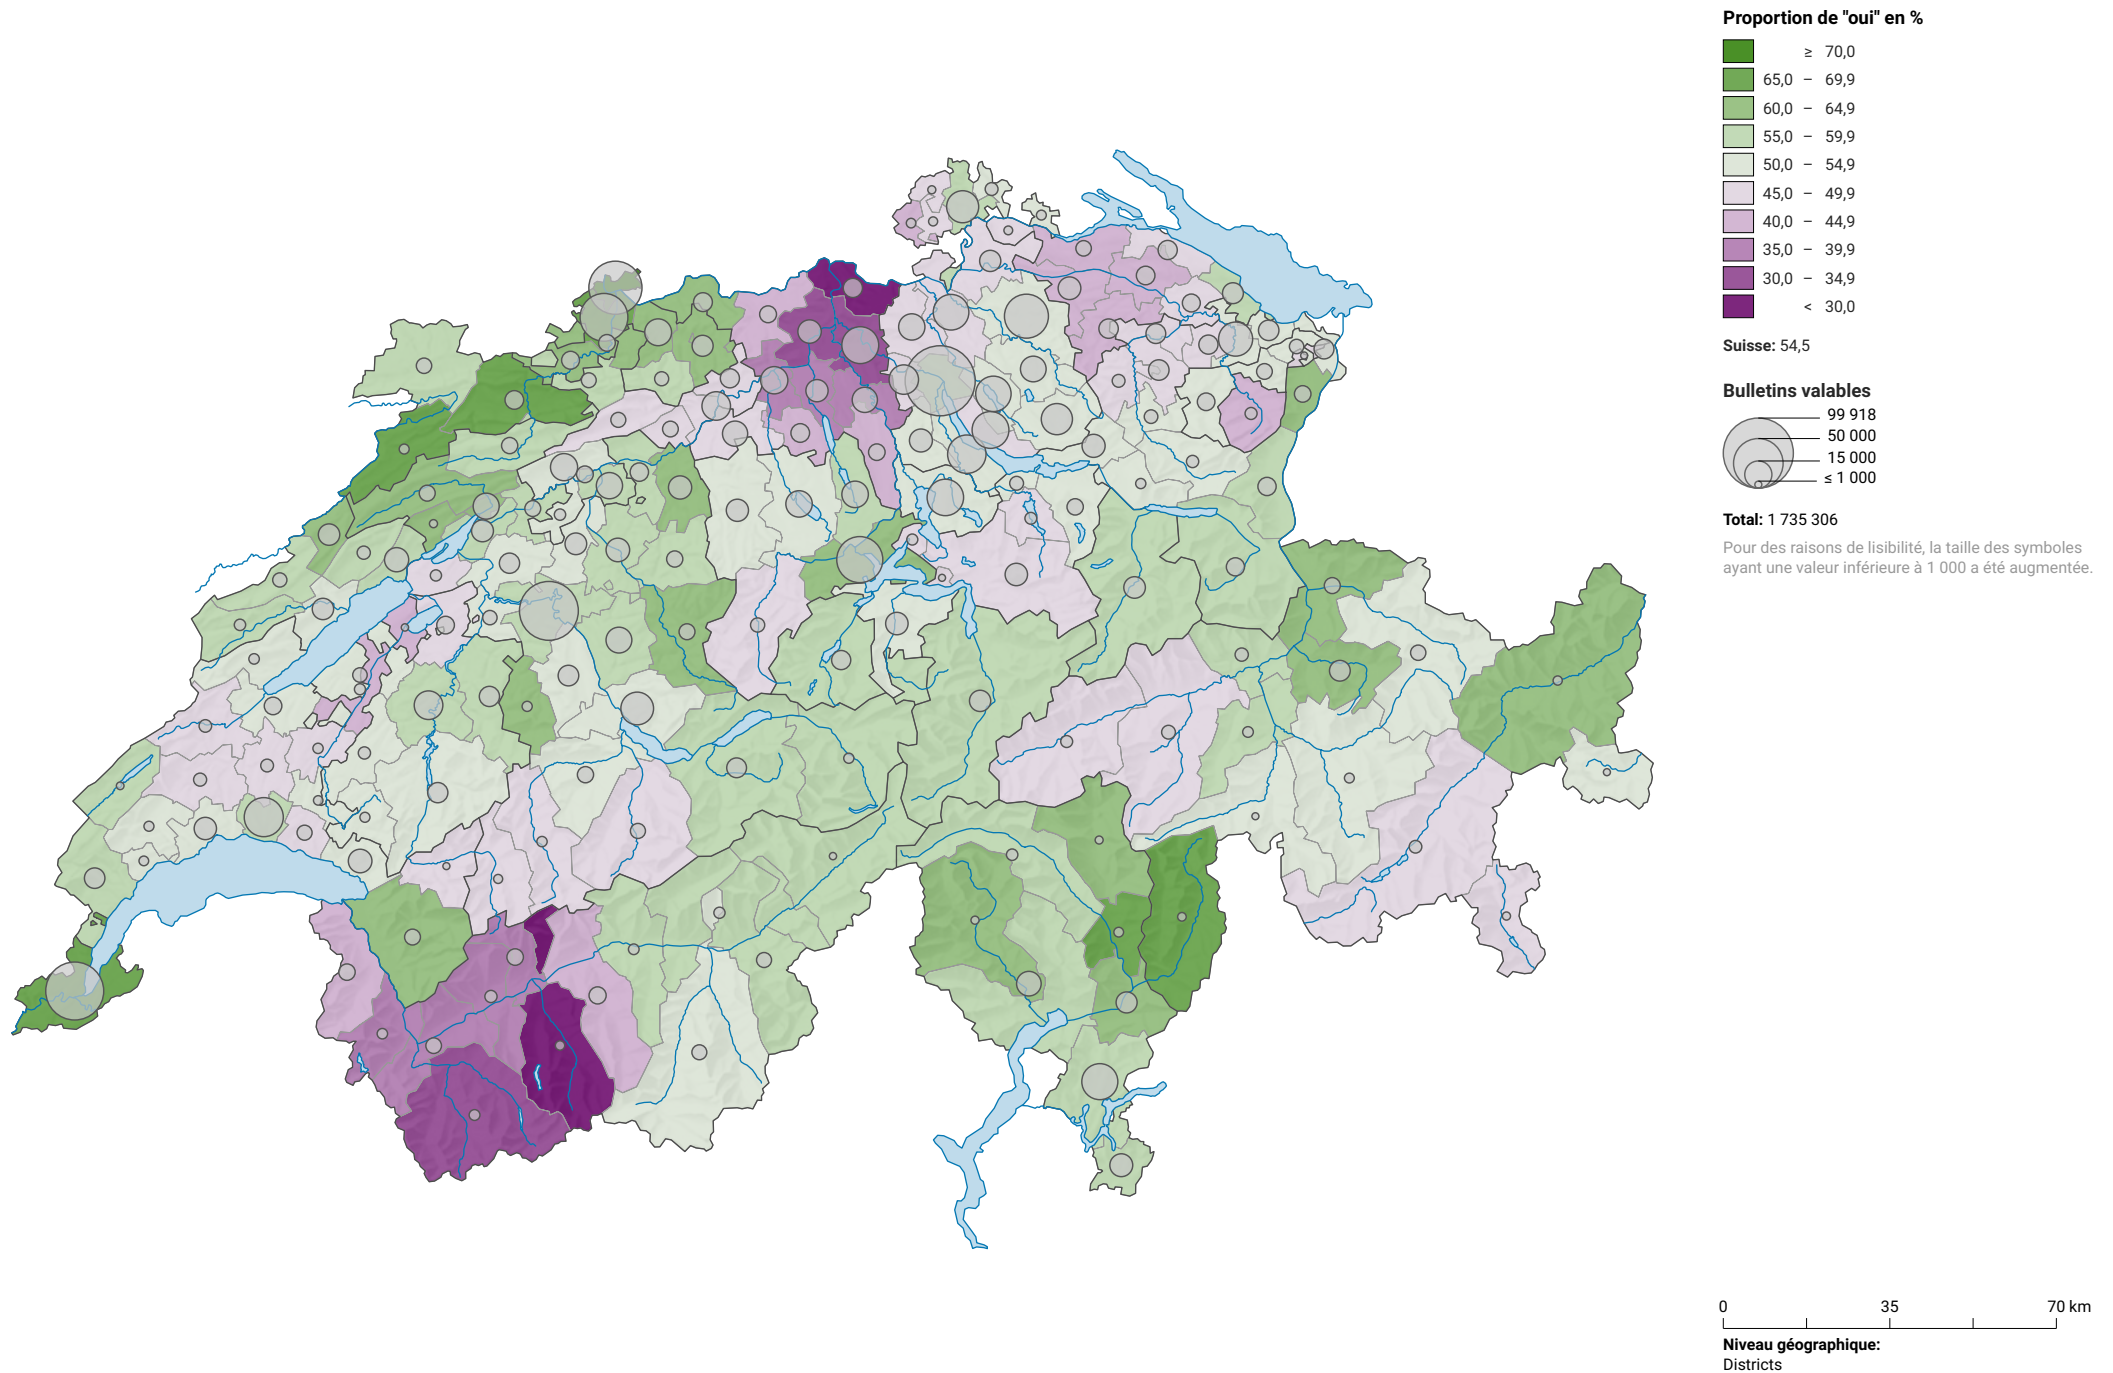 Proportion de "oui" en %
≥ 70,0
65,0 – 69,9
60,0 – 64,9
55,0 – 59,9
50,0 – 54,9
45,0 – 49,9
40,0 – 44,9
35,0 – 39,9
30,0 – 34,9
< 30,0
Suisse: 54,5
Bulletins valables
99 918
50 000
15 000
≤ 1 000
Total: 1 735 306
Pour des raisons de lisibilité, la taille des symboles
ayant une valeur inférieure à 1 000 a été augmentée.
0 35 70 km
Niveau géographique:
Districts